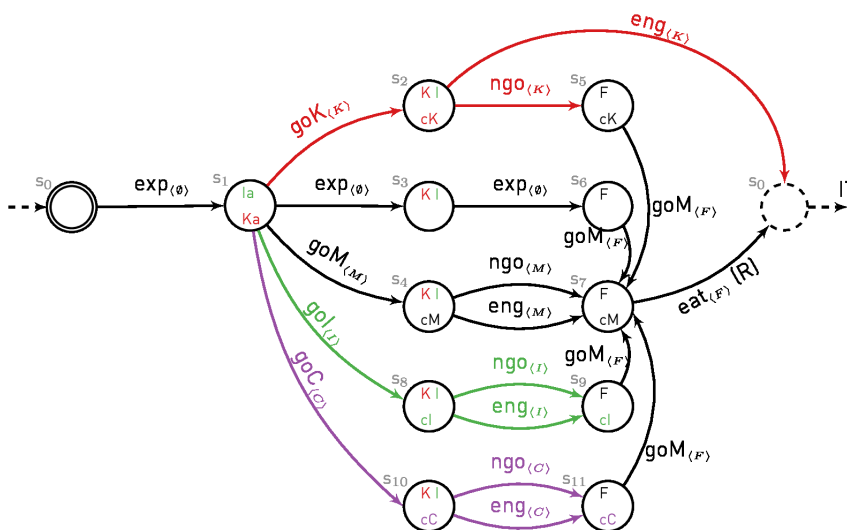 eng⟨K⟩
s₂ K I cK
ngo⟨K⟩
s₅ F cK
goK⟨K⟩
s₀
exp⟨∅⟩
s₁ Ia Ka
exp⟨∅⟩
s₃ K I
exp⟨∅⟩
s₆ F
goM⟨F⟩
goM⟨F⟩
s₀
goM⟨M⟩
s₄ K I cM
ngo⟨M⟩
eng⟨M⟩
s₇ F cM
eat⟨F⟩ [R]
goI⟨I⟩
s₈ K I cI
ngo⟨I⟩
eng⟨I⟩
s₉ F cI
goM⟨F⟩
goC⟨C⟩
s₁₀ K I cC
ngo⟨C⟩
eng⟨C⟩
s₁₁ F cC
goM⟨F⟩